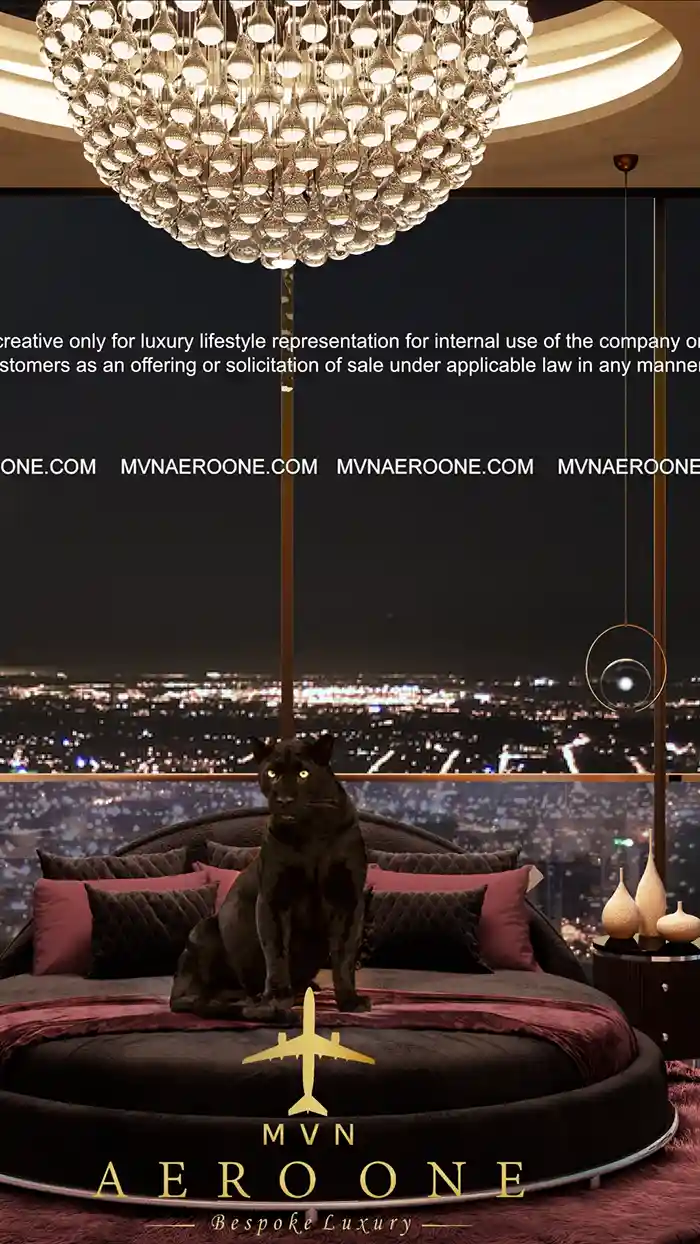 creative only for luxury lifestyle representation for internal use of the company or
stomers as an offering or solicitation of sale under applicable law in any manner
ONE.COM MVNAEROONE.COM MVNAEROONE.COM MVNAEROONE
MVN
AERO ONE
Bespoke Luxury